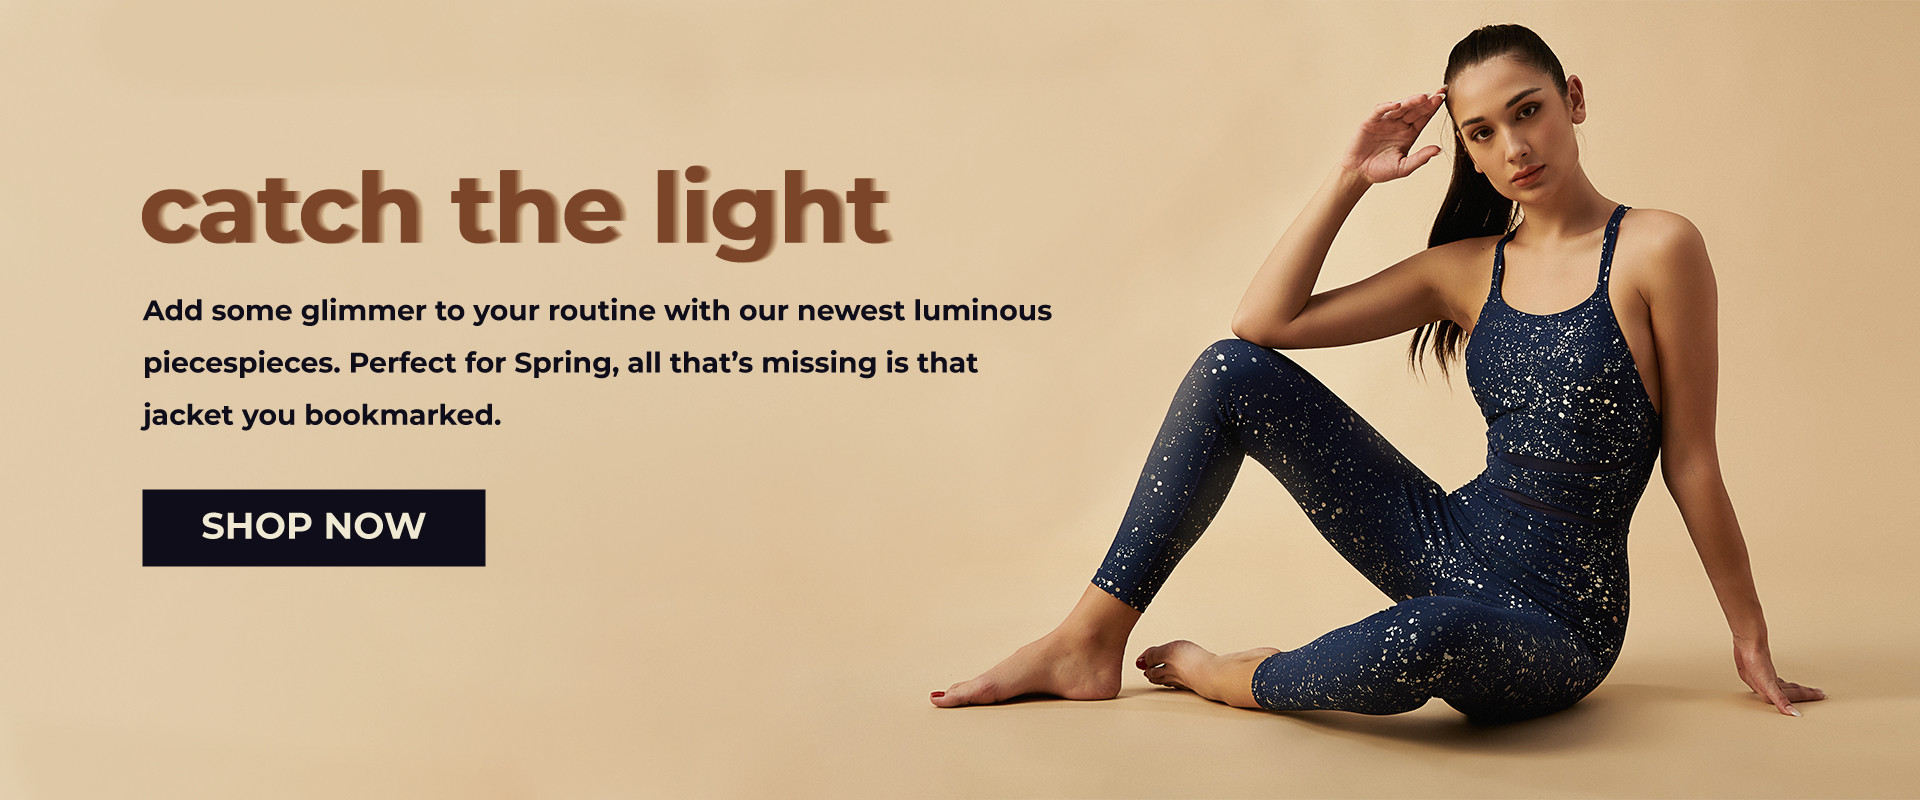 catch the light
Add some glimmer to your routine with our newest luminous
piecespieces. Perfect for Spring, all that’s missing is that
jacket you bookmarked.
SHOP NOW